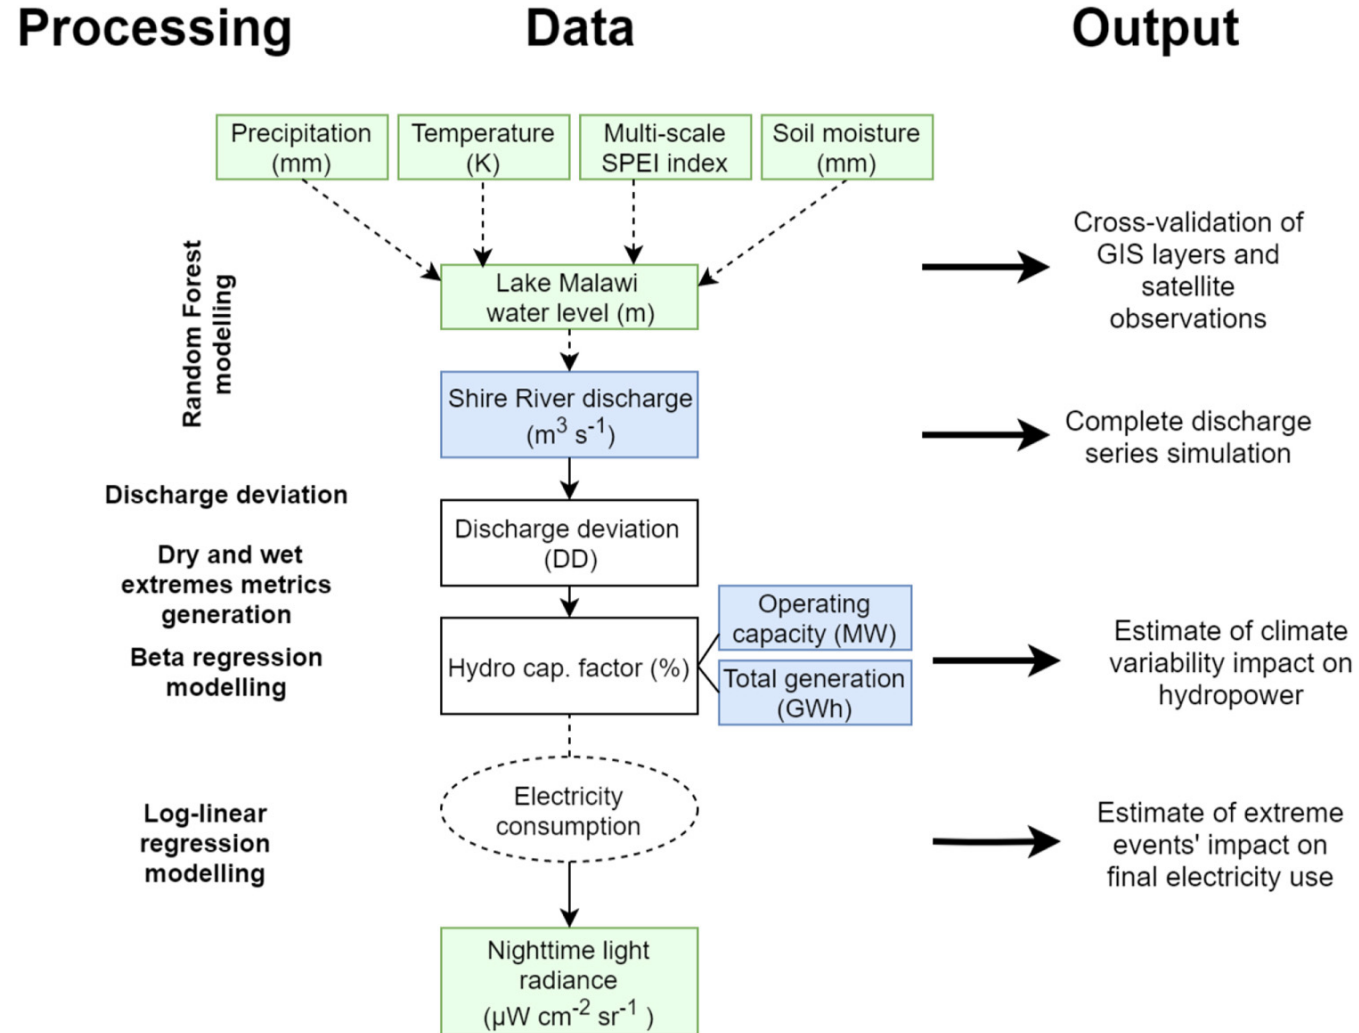 Processing
Data
Output
Precipitation
(mm)
Temperature
(K)
Multi-scale
SPEI index
Soil moisture
(mm)
Random Forest
modelling
Lake Malawi
water level (m)
Cross-validation of
GIS layers and
satellite
observations
Shire River discharge
(m³ s⁻¹)
Complete discharge
series simulation
Discharge deviation
Discharge deviation
(DD)
Dry and wet
extremes metrics
generation
Beta regression
modelling
Hydro cap. factor (%)
Operating
capacity (MW)
Total generation
(GWh)
Estimate of climate
variability impact on
hydropower
Log-linear
regression
modelling
Electricity
consumption
Estimate of extreme
events' impact on
final electricity use
Nighttime light
radiance
(µW cm⁻² sr⁻¹ )